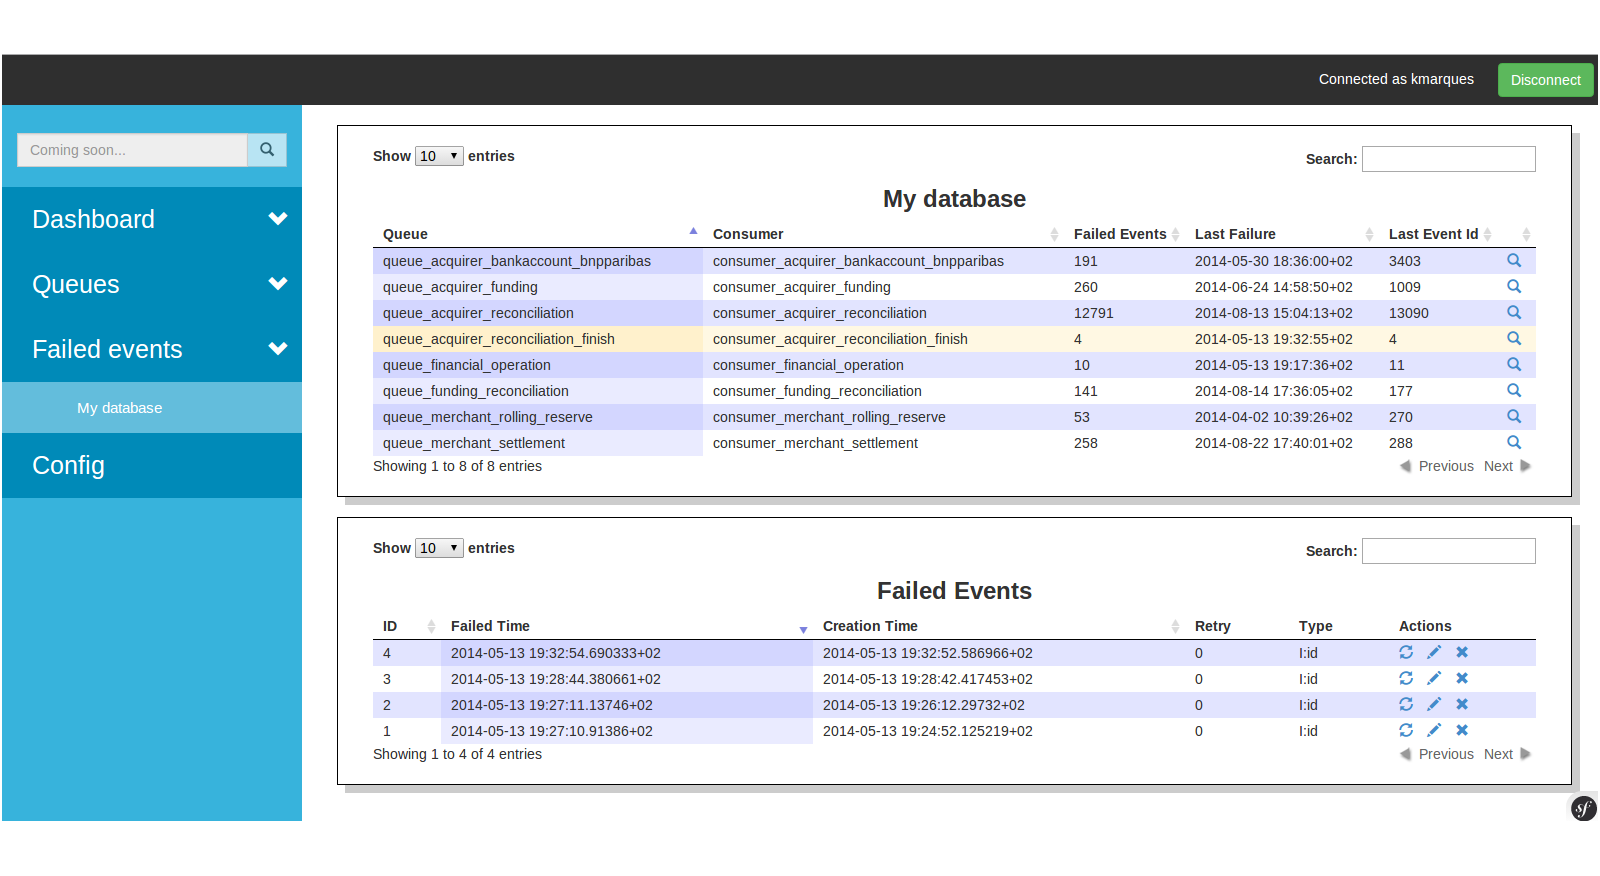 Connected as kmarques Disconnect
Coming soon...
Dashboard
Queues
Failed events
My database
Config
Show 10 entries Search:
My database
Queue Consumer Failed Events Last Failure Last Event Id
queue_acquirer_bankaccount_bnpparibas consumer_acquirer_bankaccount_bnpparibas 191 2014-05-30 18:36:00+02 3403
queue_acquirer_funding consumer_acquirer_funding 260 2014-06-24 14:58:50+02 1009
queue_acquirer_reconciliation consumer_acquirer_reconciliation 12791 2014-08-13 15:04:13+02 13090
queue_acquirer_reconciliation_finish consumer_acquirer_reconciliation_finish 4 2014-05-13 19:32:55+02 4
queue_financial_operation consumer_financial_operation 10 2014-05-13 19:17:36+02 11
queue_funding_reconciliation consumer_funding_reconciliation 141 2014-08-14 17:36:05+02 177
queue_merchant_rolling_reserve consumer_merchant_rolling_reserve 53 2014-04-02 10:39:26+02 270
queue_merchant_settlement consumer_merchant_settlement 258 2014-08-22 17:40:01+02 288
Showing 1 to 8 of 8 entries Previous Next
Show 10 entries Search:
Failed Events
ID Failed Time Creation Time Retry Type Actions
4 2014-05-13 19:32:54.690333+02 2014-05-13 19:32:52.586966+02 0 I:id
3 2014-05-13 19:28:44.380661+02 2014-05-13 19:28:42.417453+02 0 I:id
2 2014-05-13 19:27:11.13746+02 2014-05-13 19:26:12.29732+02 0 I:id
1 2014-05-13 19:27:10.91386+02 2014-05-13 19:24:52.125219+02 0 I:id
Showing 1 to 4 of 4 entries Previous Next
sf